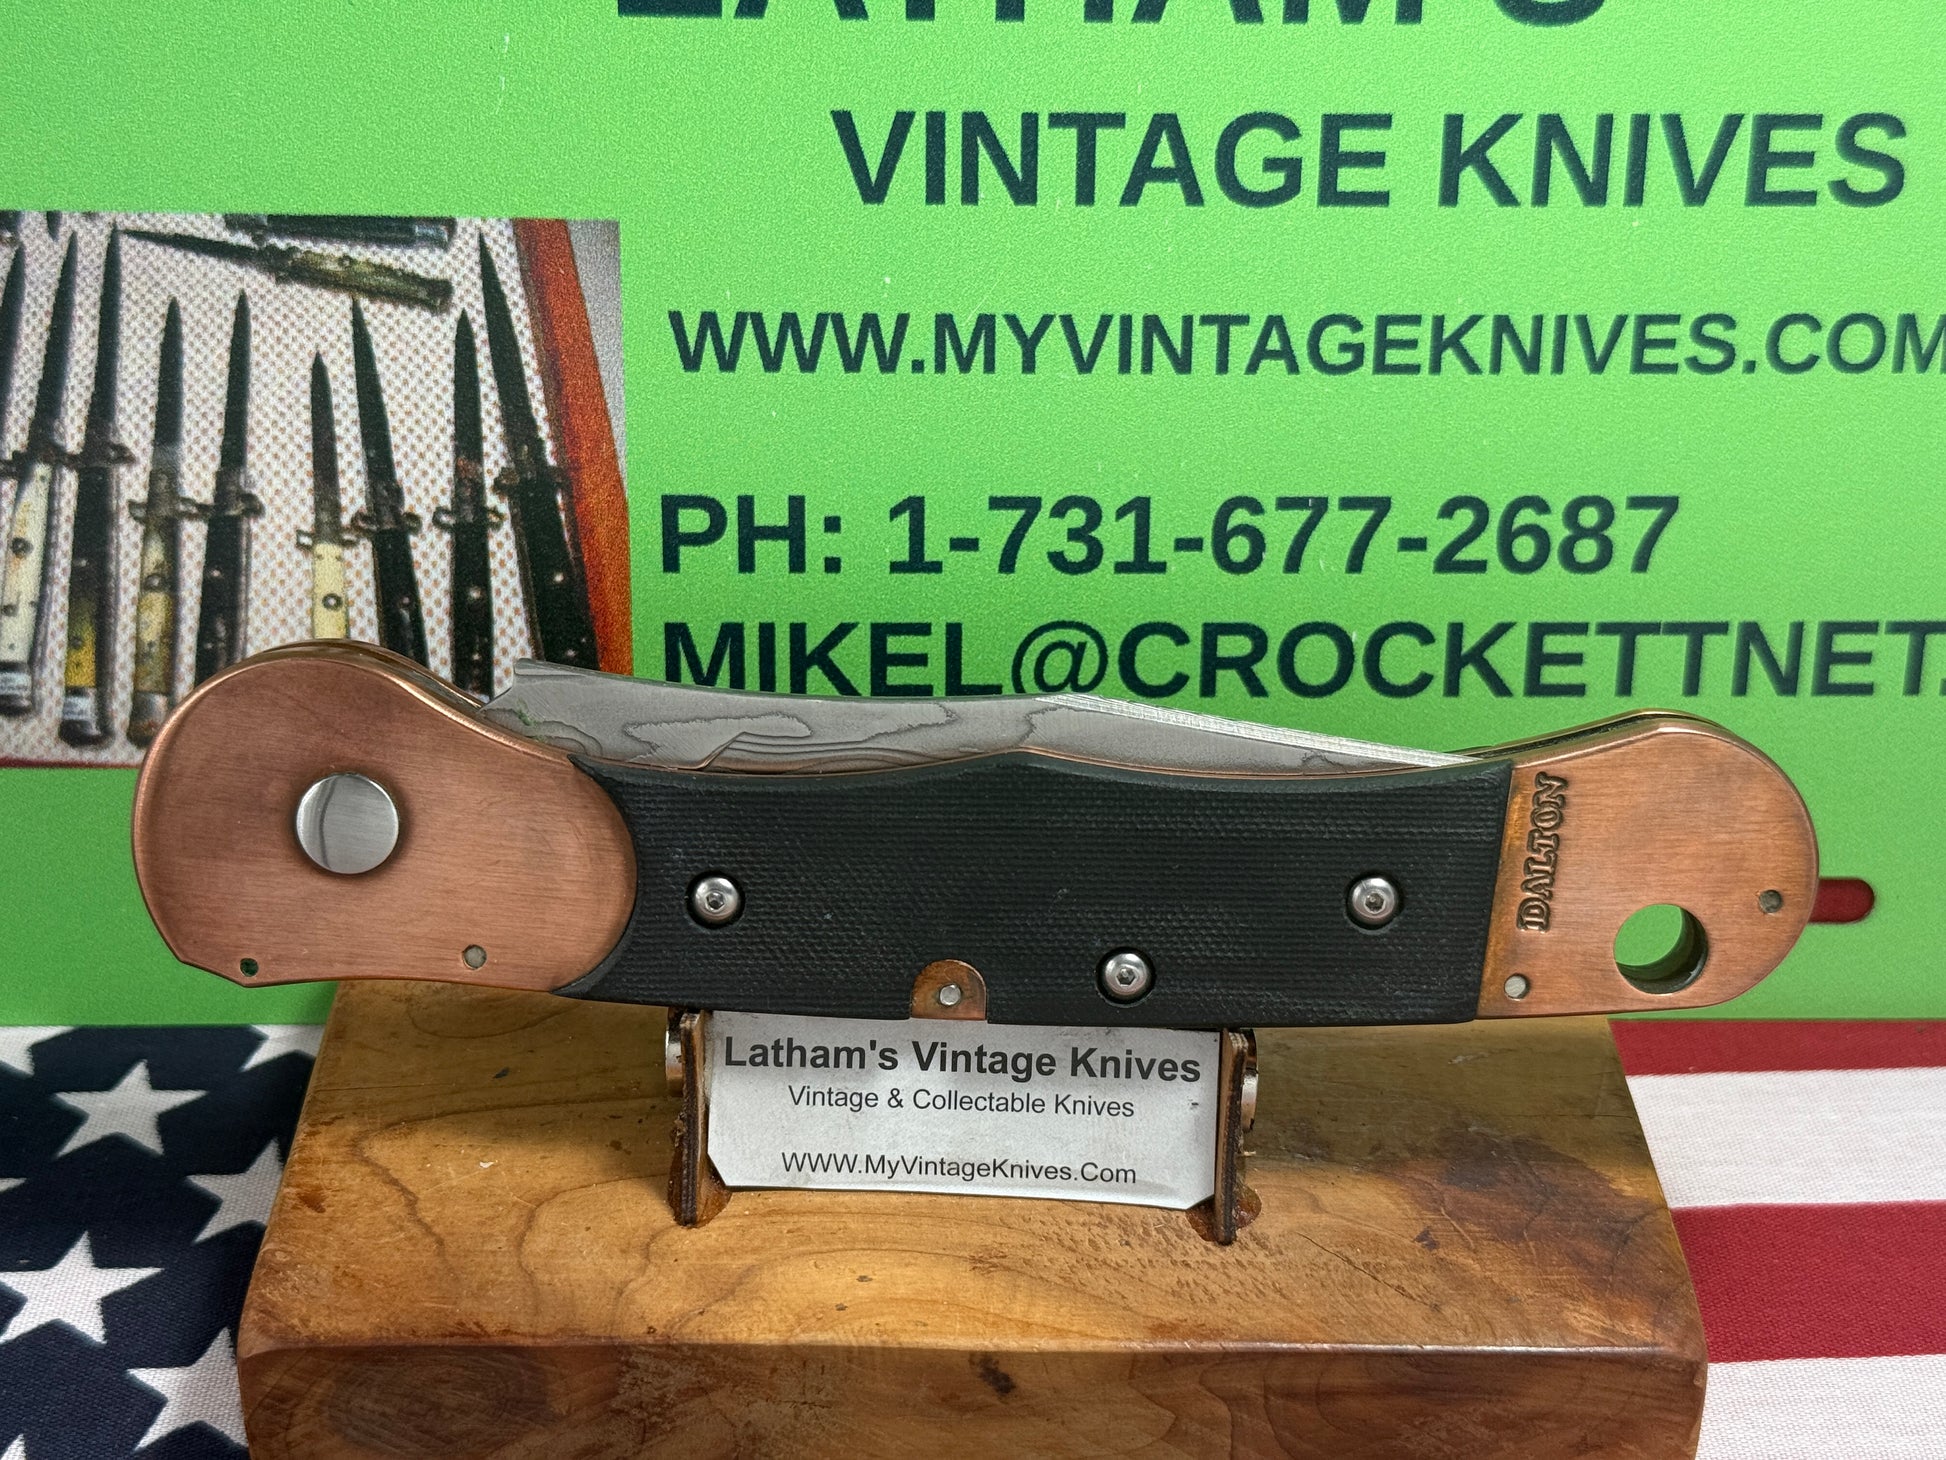 LATHAM'S
VINTAGE KNIVES
WWW.MYVINTAGEKNIVES.COM
PH: 1-731-677-2687
MIKEL@CROCKETTNET.
DALTON
Latham's Vintage Knives
Vintage & Collectable Knives
WWW.MyVintageKnives.Com